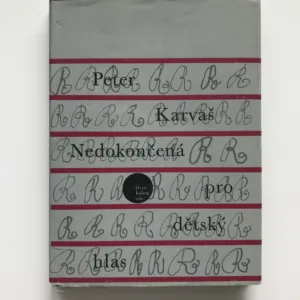 Peter
Karvaš
Nedokončená
pro
dětský
hlas